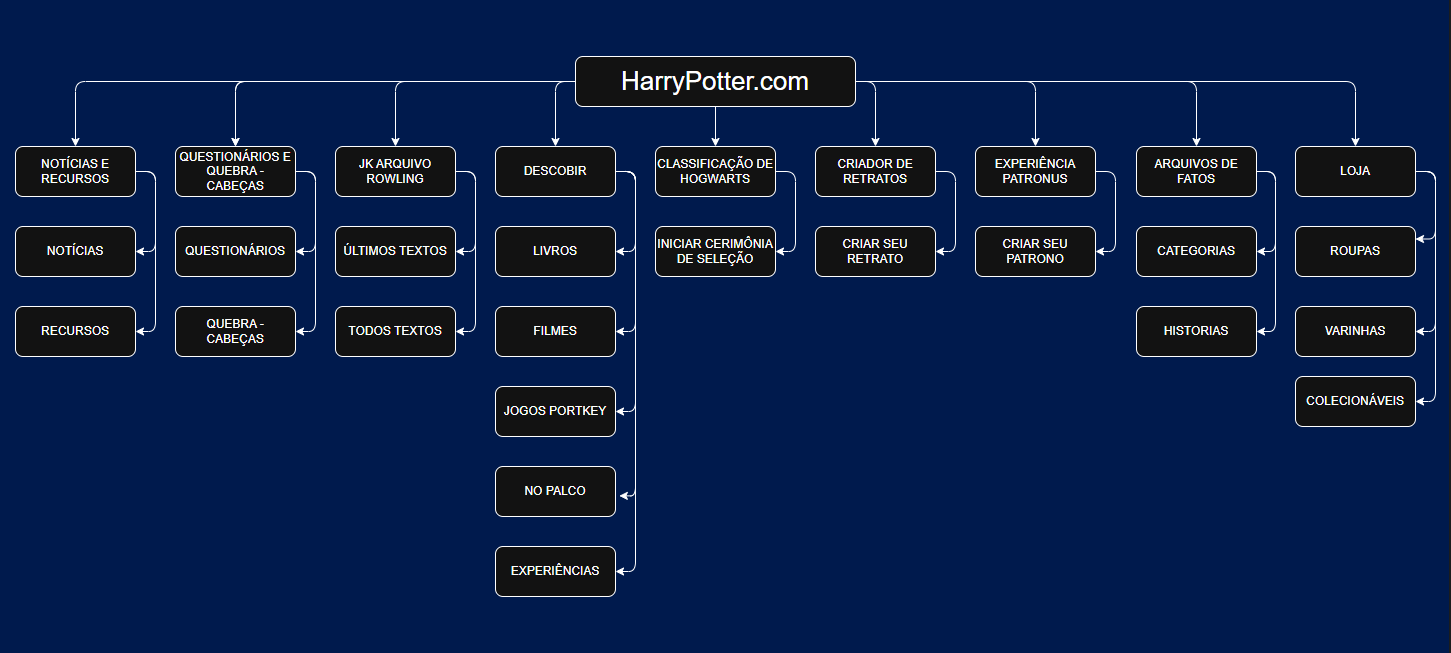 HarryPotter.com
NOTÍCIAS E
RECURSOS
NOTÍCIAS
RECURSOS
QUESTIONÁRIOS E
QUEBRA -
CABEÇAS
QUESTIONÁRIOS
QUEBRA -
CABEÇAS
JK ARQUIVO
ROWLING
ÚLTIMOS TEXTOS
TODOS TEXTOS
DESCOBIR
LIVROS
FILMES
JOGOS PORTKEY
NO PALCO
EXPERIÊNCIAS
CLASSIFICAÇÃO DE
HOGWARTS
INICIAR CERIMÔNIA
DE SELEÇÃO
CRIADOR DE
RETRATOS
CRIAR SEU
RETRATO
EXPERIÊNCIA
PATRONUS
CRIAR SEU
PATRONO
ARQUIVOS DE
FATOS
CATEGORIAS
HISTORIAS
LOJA
ROUPAS
VARINHAS
COLECIONÁVEIS